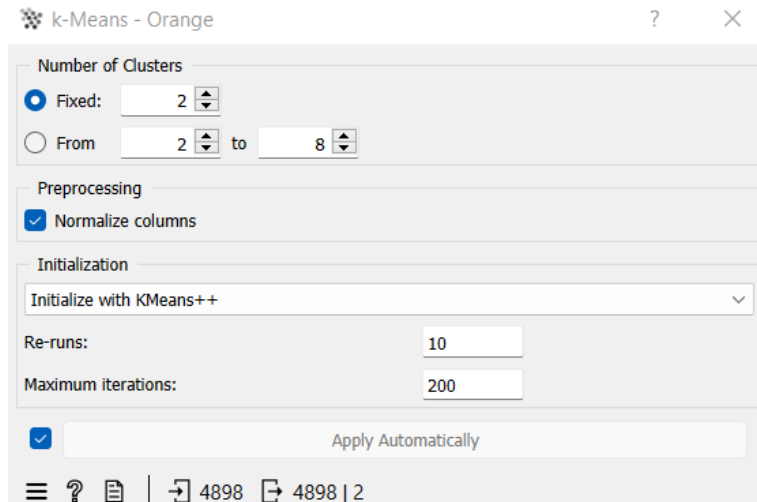 k-Means - Orange ?
Number of Clusters
Fixed: 2
From 2 to 8
Preprocessing
Normalize columns
Initialization
Initialize with KMeans++
Re-runs: 10
Maximum iterations: 200
Apply Automatically
? 4898 4898 | 2